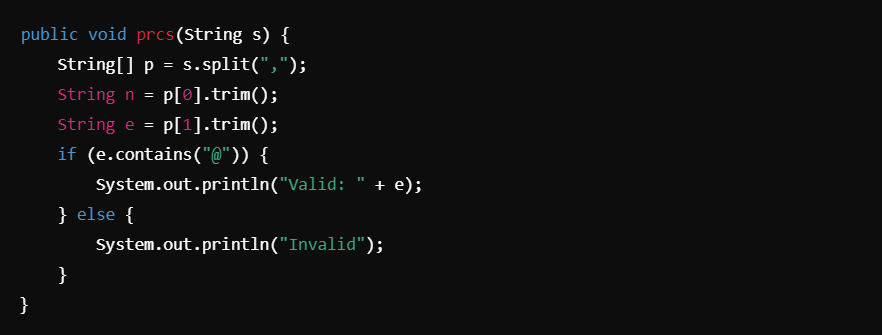 public void prcs(String s) {
    String[] p = s.split(",");
    String n = p[0].trim();
    String e = p[1].trim();
    if (e.contains("@")) {
        System.out.println("Valid: " + e);
    } else {
        System.out.println("Invalid");
    }
}